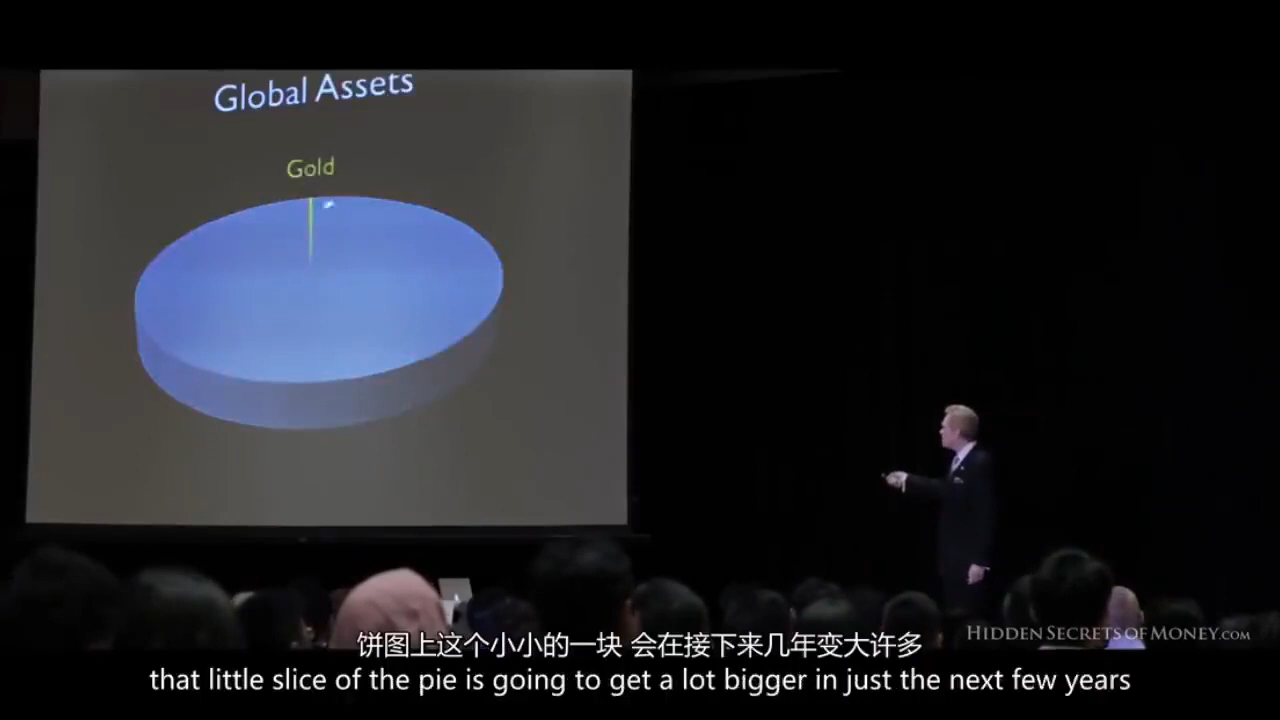 Global Assets
Gold
HIDDEN SECRETS OF MONEY.COM
饼图上这个小小的一块 会在接下来几年变大许多
that little slice of the pie is going to get a lot bigger in just the next few years